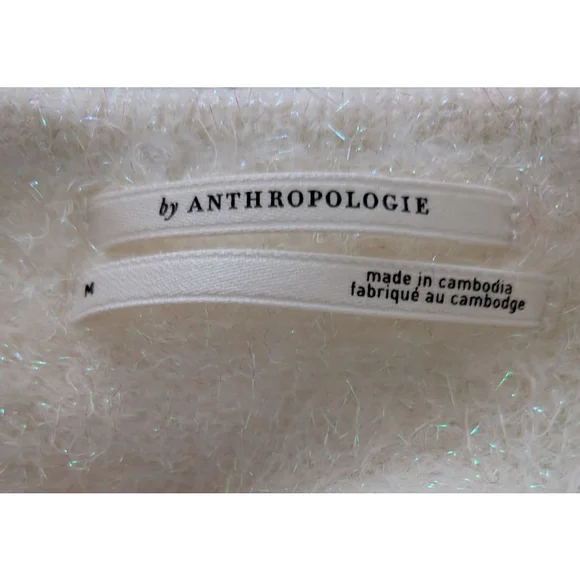 by ANTHROPOLOGIE
M
made in cambodia
fabriqué au cambodge